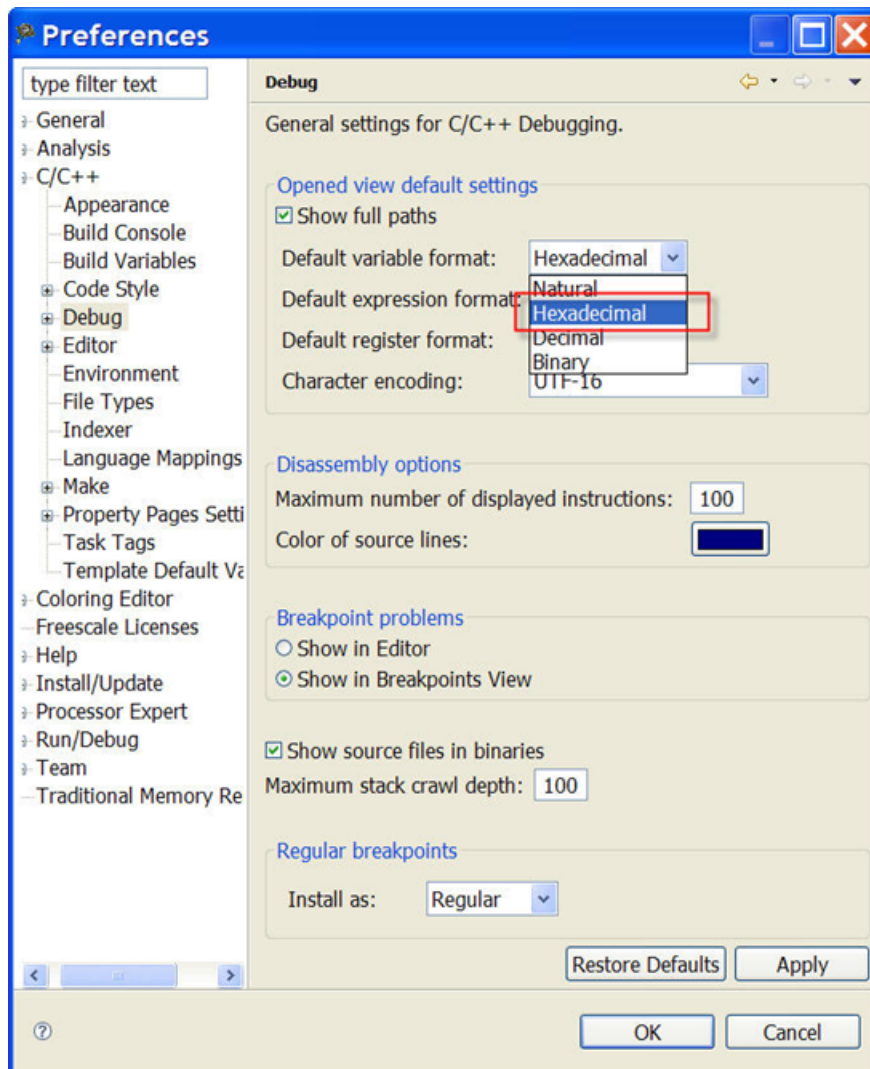 Preferences
type filter text
General
Analysis
C/C++
Appearance
Build Console
Build Variables
Code Style
Debug
Editor
Environment
File Types
Indexer
Language Mappings
Make
Property Pages Setti
Task Tags
Template Default Va
Coloring Editor
Freescale Licenses
Help
Install/Update
Processor Expert
Run/Debug
Team
Traditional Memory Re
Debug
General settings for C/C++ Debugging.
Opened view default settings
Show full paths
Default variable format: Hexadecimal
Natural
Default expression format: Hexadecimal
Default register format: Decimal
Binary
Character encoding: UTF-16
Disassembly options
Maximum number of displayed instructions: 100
Color of source lines:
Breakpoint problems
Show in Editor
Show in Breakpoints View
Show source files in binaries
Maximum stack crawl depth: 100
Regular breakpoints
Install as: Regular
Restore Defaults Apply
? OK Cancel